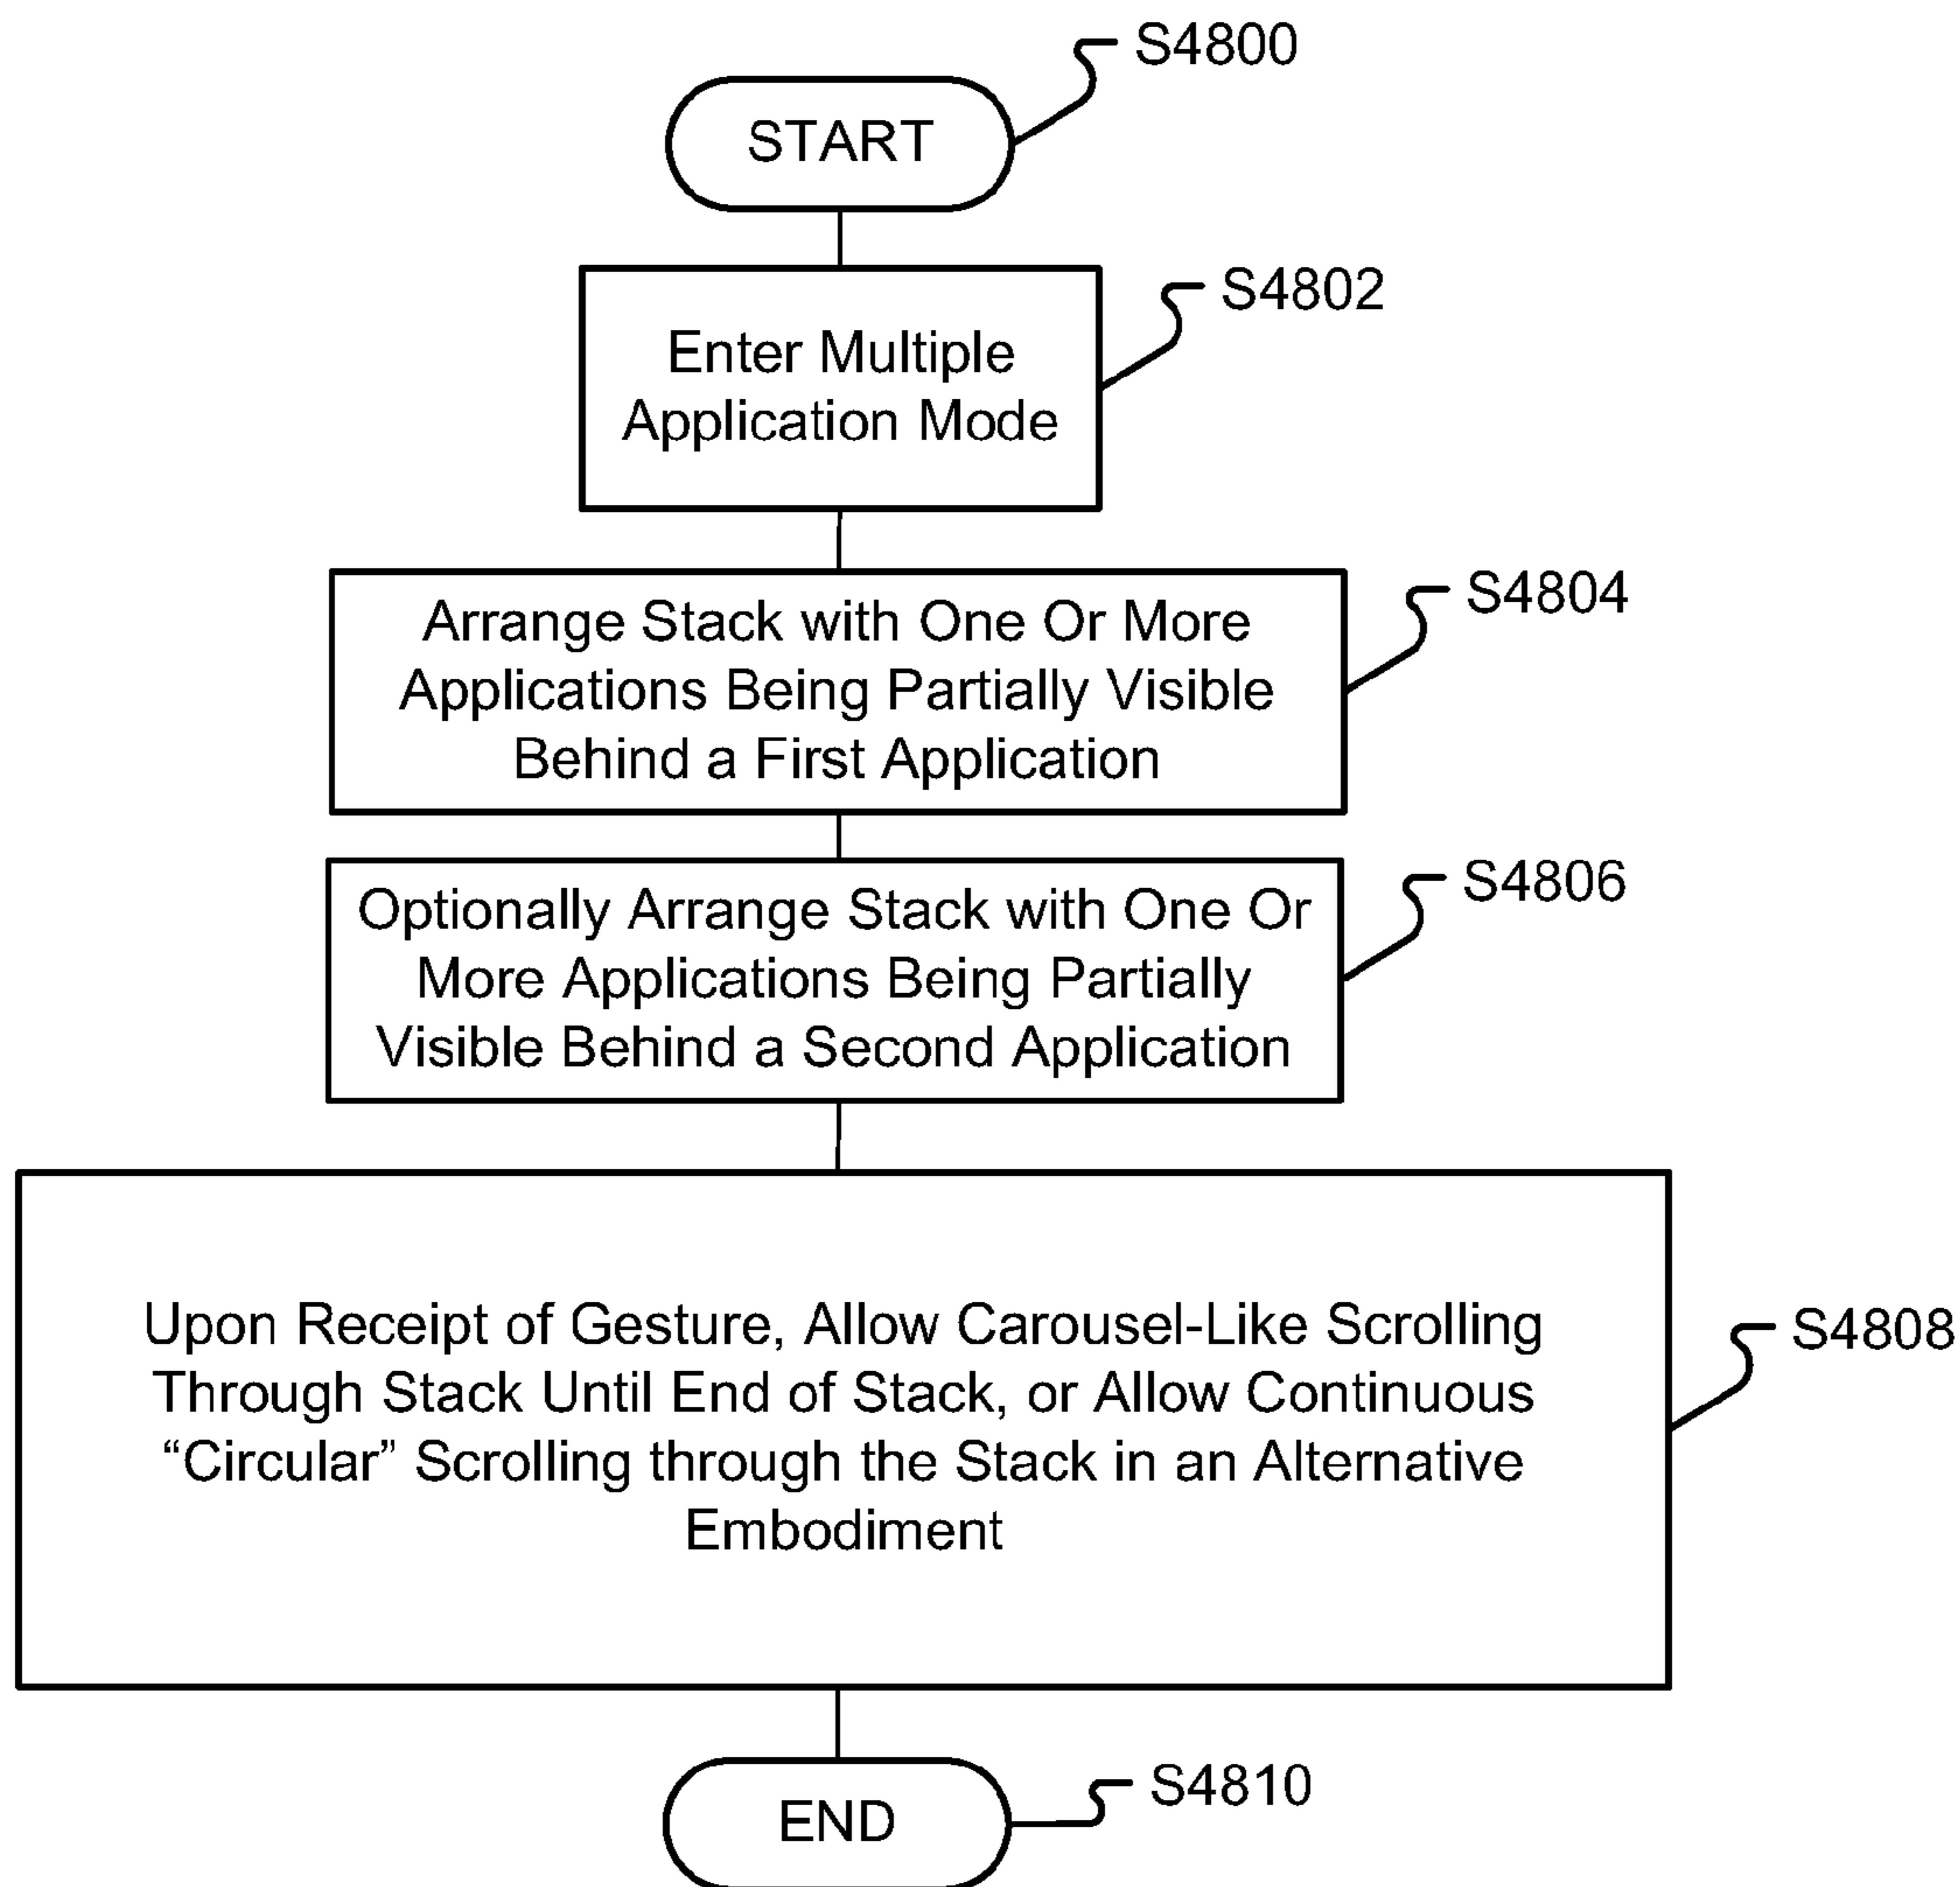 S4800
START
S4802
Enter Multiple
Application Mode
S4804
Arrange Stack with One Or More
Applications Being Partially Visible
Behind a First Application
S4806
Optionally Arrange Stack with One Or
More Applications Being Partially
Visible Behind a Second Application
Upon Receipt of Gesture, Allow Carousel-Like Scrolling
S4808
Through Stack Until End of Stack, or Allow Continuous
“Circular” Scrolling through the Stack in an Alternative
Embodiment
S4810
END